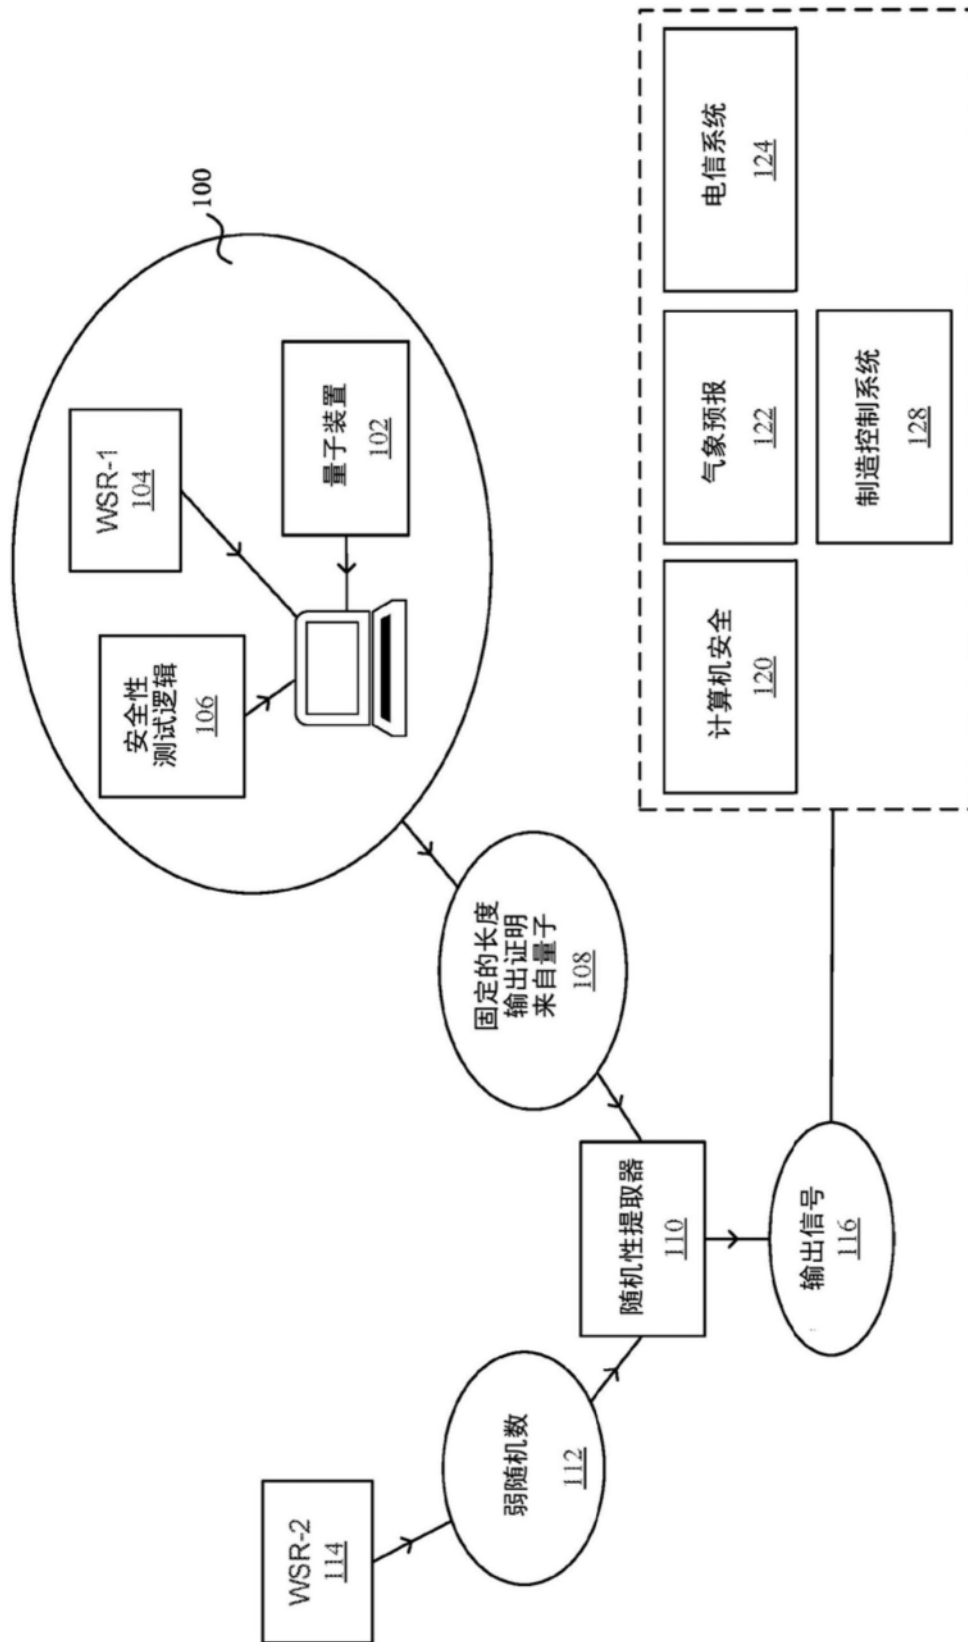 100
WSR-1
104
安全性
测试逻辑
106
量子装置
102
固定的长度
输出证明
来自量子
108
WSR-2
114
弱随机数
112
随机性提取器
110
输出信号
116
计算机安全
120
气象预报
122
电信系统
124
制造控制系统
128